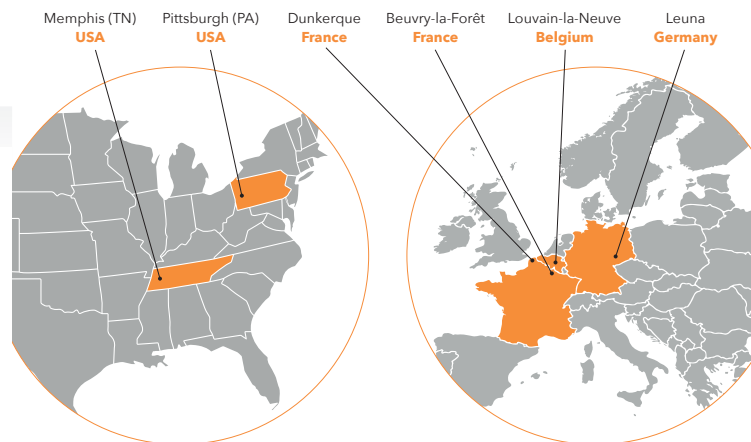 Memphis (TN)
USA
Pittsburgh (PA)
USA
Dunkerque
France
Beuvry-la-Forêt
France
Louvain-la-Neuve
Belgium
Leuna
Germany